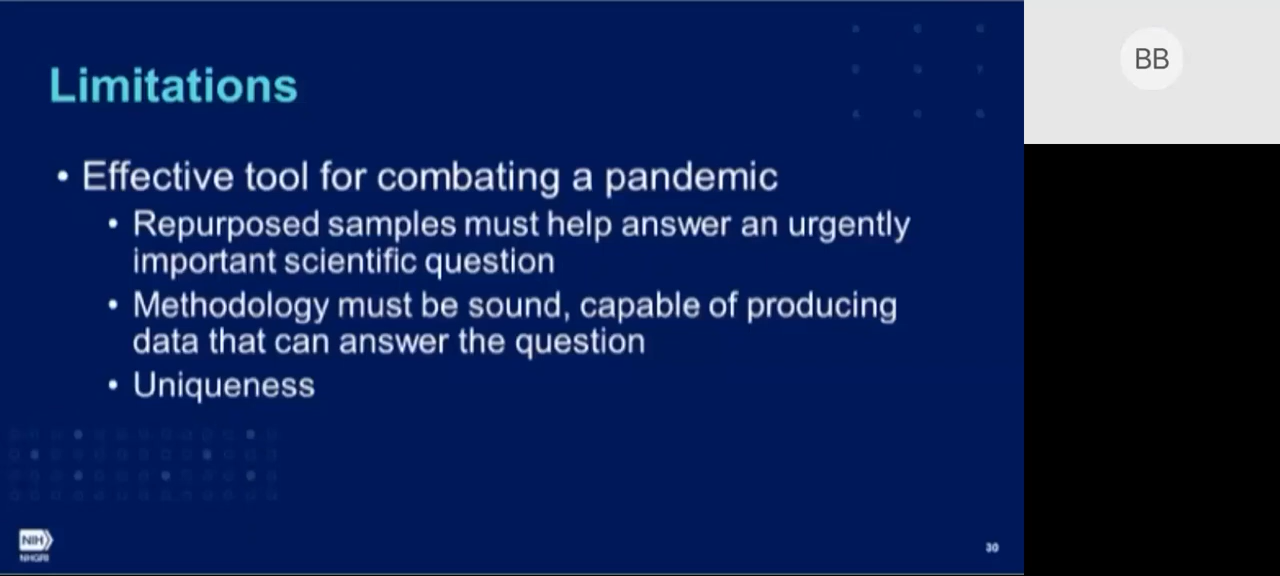 Limitations
• Effective tool for combating a pandemic
• Repurposed samples must help answer an urgently
important scientific question
• Methodology must be sound, capable of producing
data that can answer the question
• Uniqueness
NIH
NHGRI
30
BB